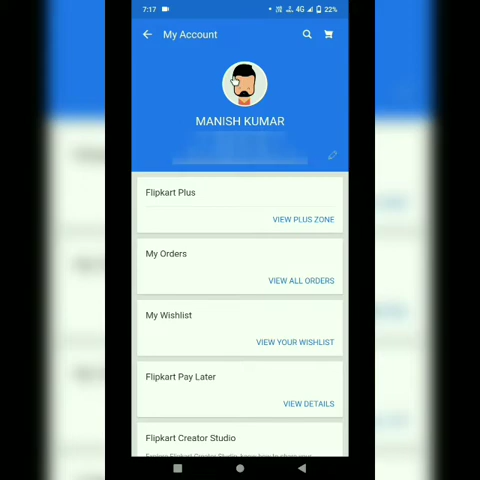 7:17 4G 22%
My Account
MANISH KUMAR
Flipkart Plus
VIEW PLUS ZONE
My Orders
VIEW ALL ORDERS
My Wishlist
VIEW YOUR WISHLIST
Flipkart Pay Later
VIEW DETAILS
Flipkart Creator Studio